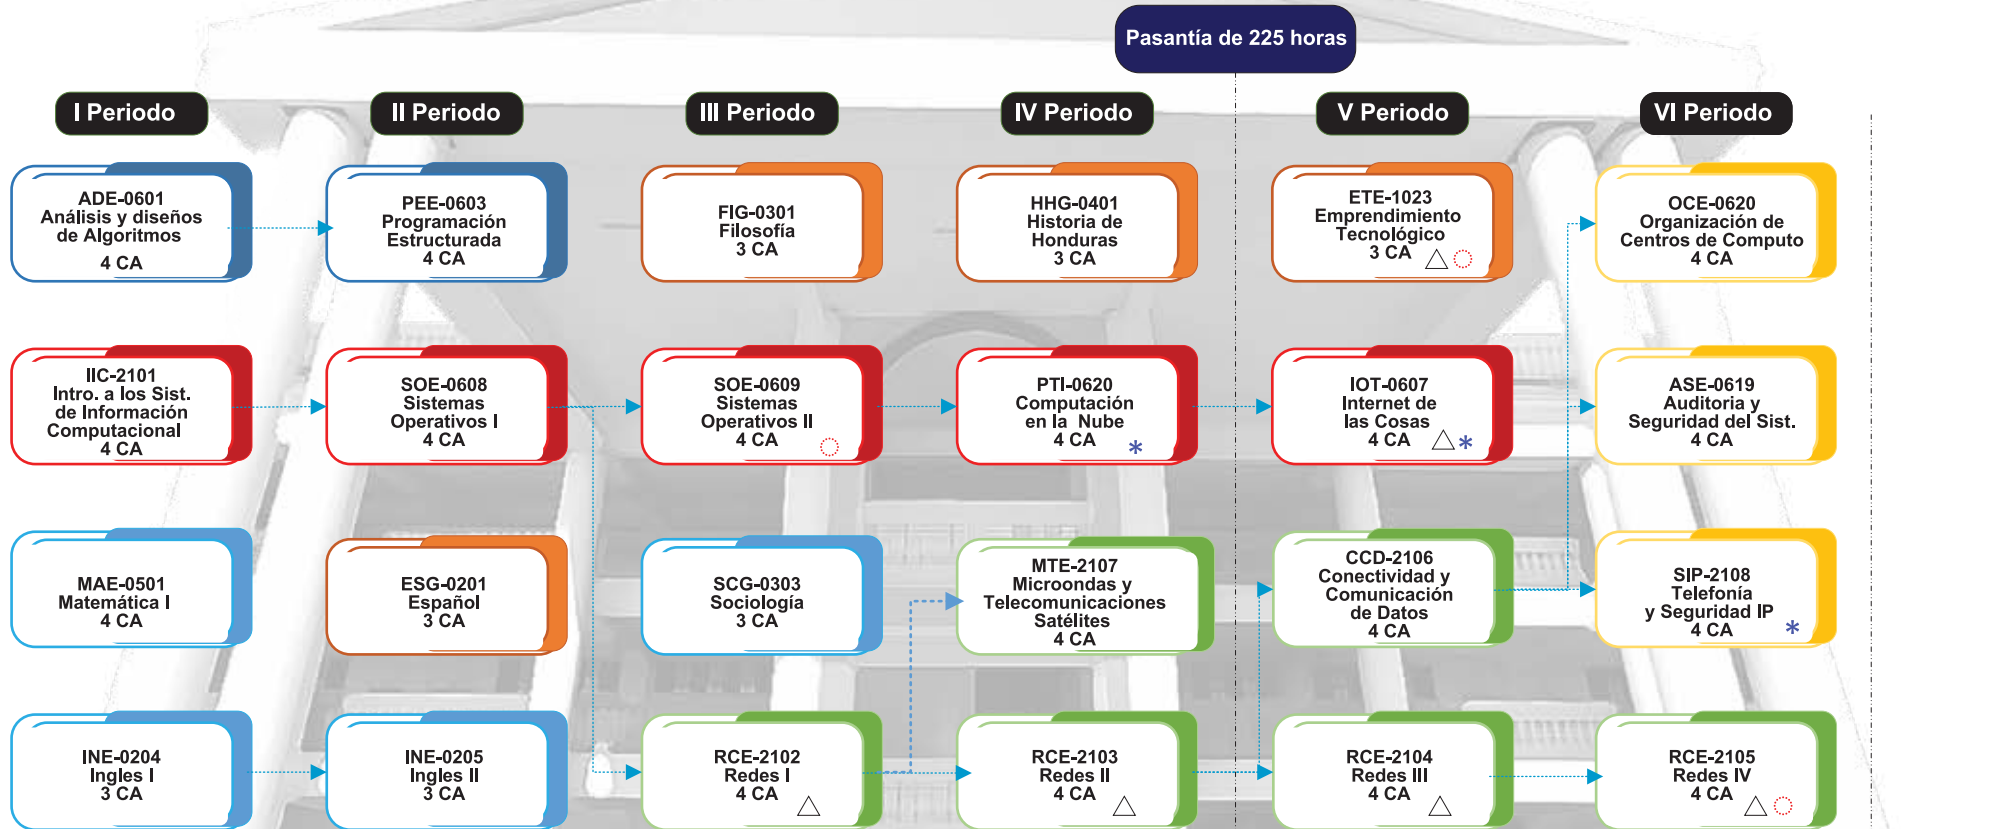 Pasantía de 225 horas
I Periodo
II Periodo
III Periodo
IV Periodo
V Periodo
VI Periodo
ADE-0601
Análisis y diseños
de Algoritmos
4 CA
PEE-0603
Programación
Estructurada
4 CA
FIG-0301
Filosofía
3 CA
HHG-0401
Historia de
Honduras
3 CA
ETE-1023
Emprendimiento
Tecnológico
3 CA
OCE-0620
Organización de
Centros de Computo
4 CA
IIC-2101
Intro. a los Sist.
de Información
Computacional
4 CA
SOE-0608
Sistemas
Operativos I
4 CA
SOE-0609
Sistemas
Operativos II
4 CA
PTI-0620
Computación
en la Nube
4 CA *
IOT-0607
Internet de
las Cosas
4 CA *
ASE-0619
Auditoria y
Seguridad del Sist.
4 CA
MAE-0501
Matemática I
4 CA
ESG-0201
Español
3 CA
SCG-0303
Sociología
3 CA
MTE-2107
Microondas y
Telecomunicaciones
Satélites
4 CA
CCD-2106
Conectividad y
Comunicación
de Datos
4 CA
SIP-2108
Telefonía
y Seguridad IP
4 CA *
INE-0204
Ingles I
3 CA
INE-0205
Ingles II
3 CA
RCE-2102
Redes I
4 CA
RCE-2103
Redes II
4 CA
RCE-2104
Redes III
4 CA
RCE-2105
Redes IV
4 CA